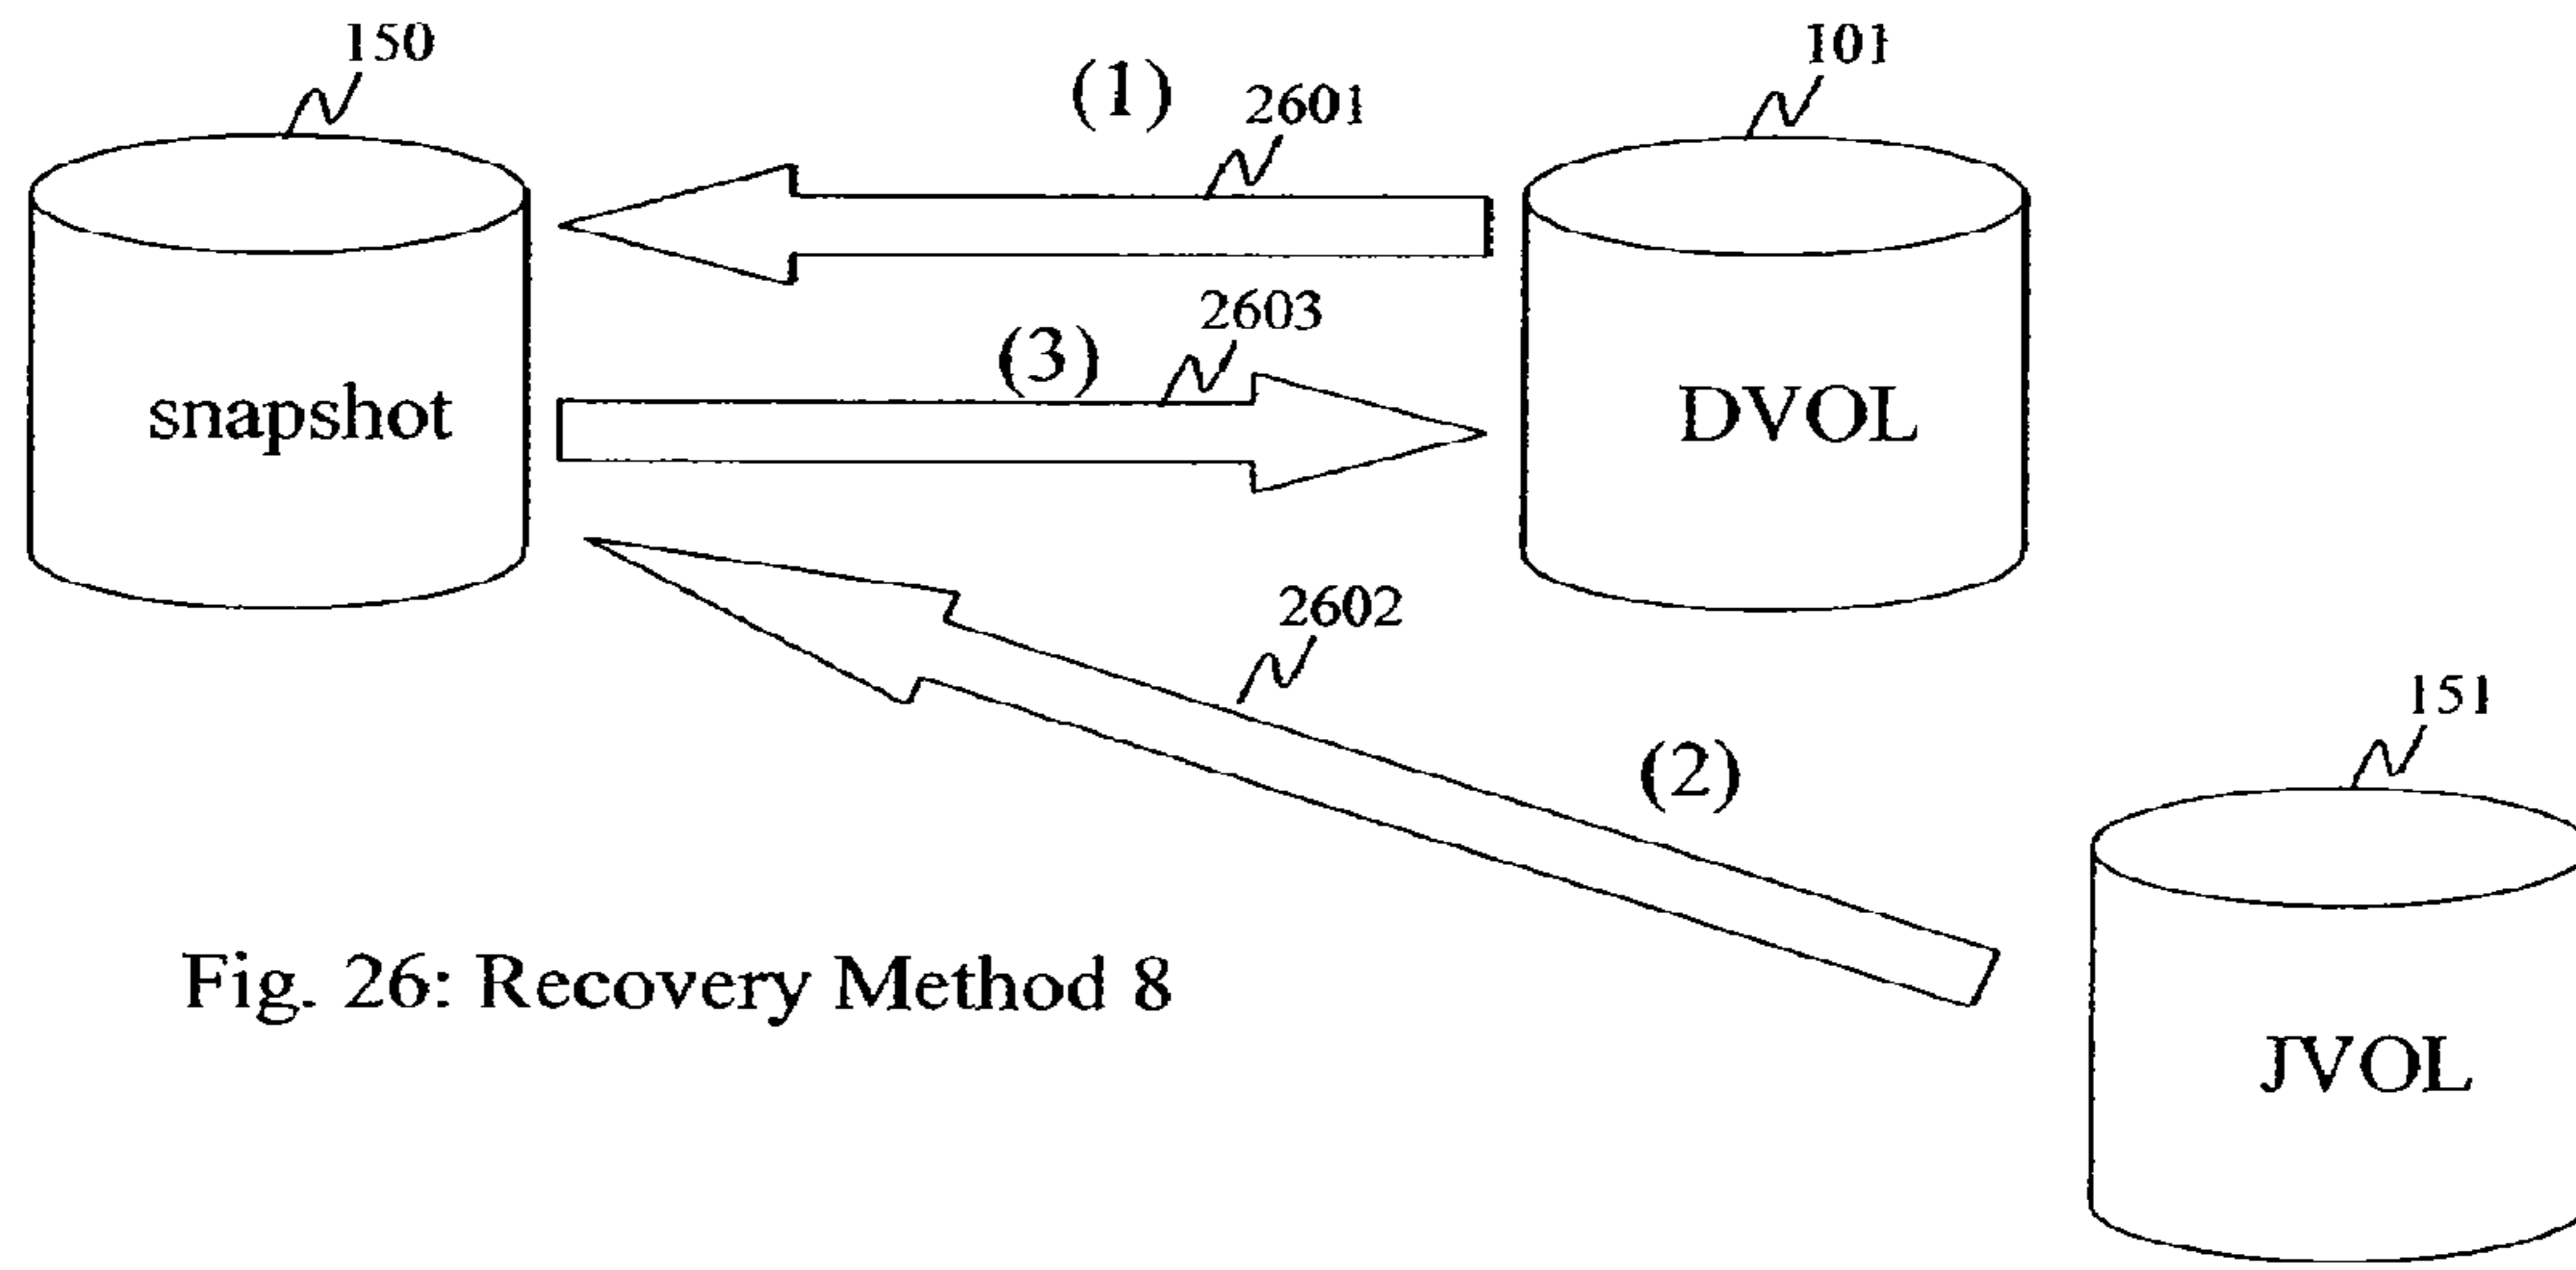 150
101
(1)
2601
2603
(3)
snapshot
DVOL
2602
151
(2)
Fig. 26: Recovery Method 8
JVOL